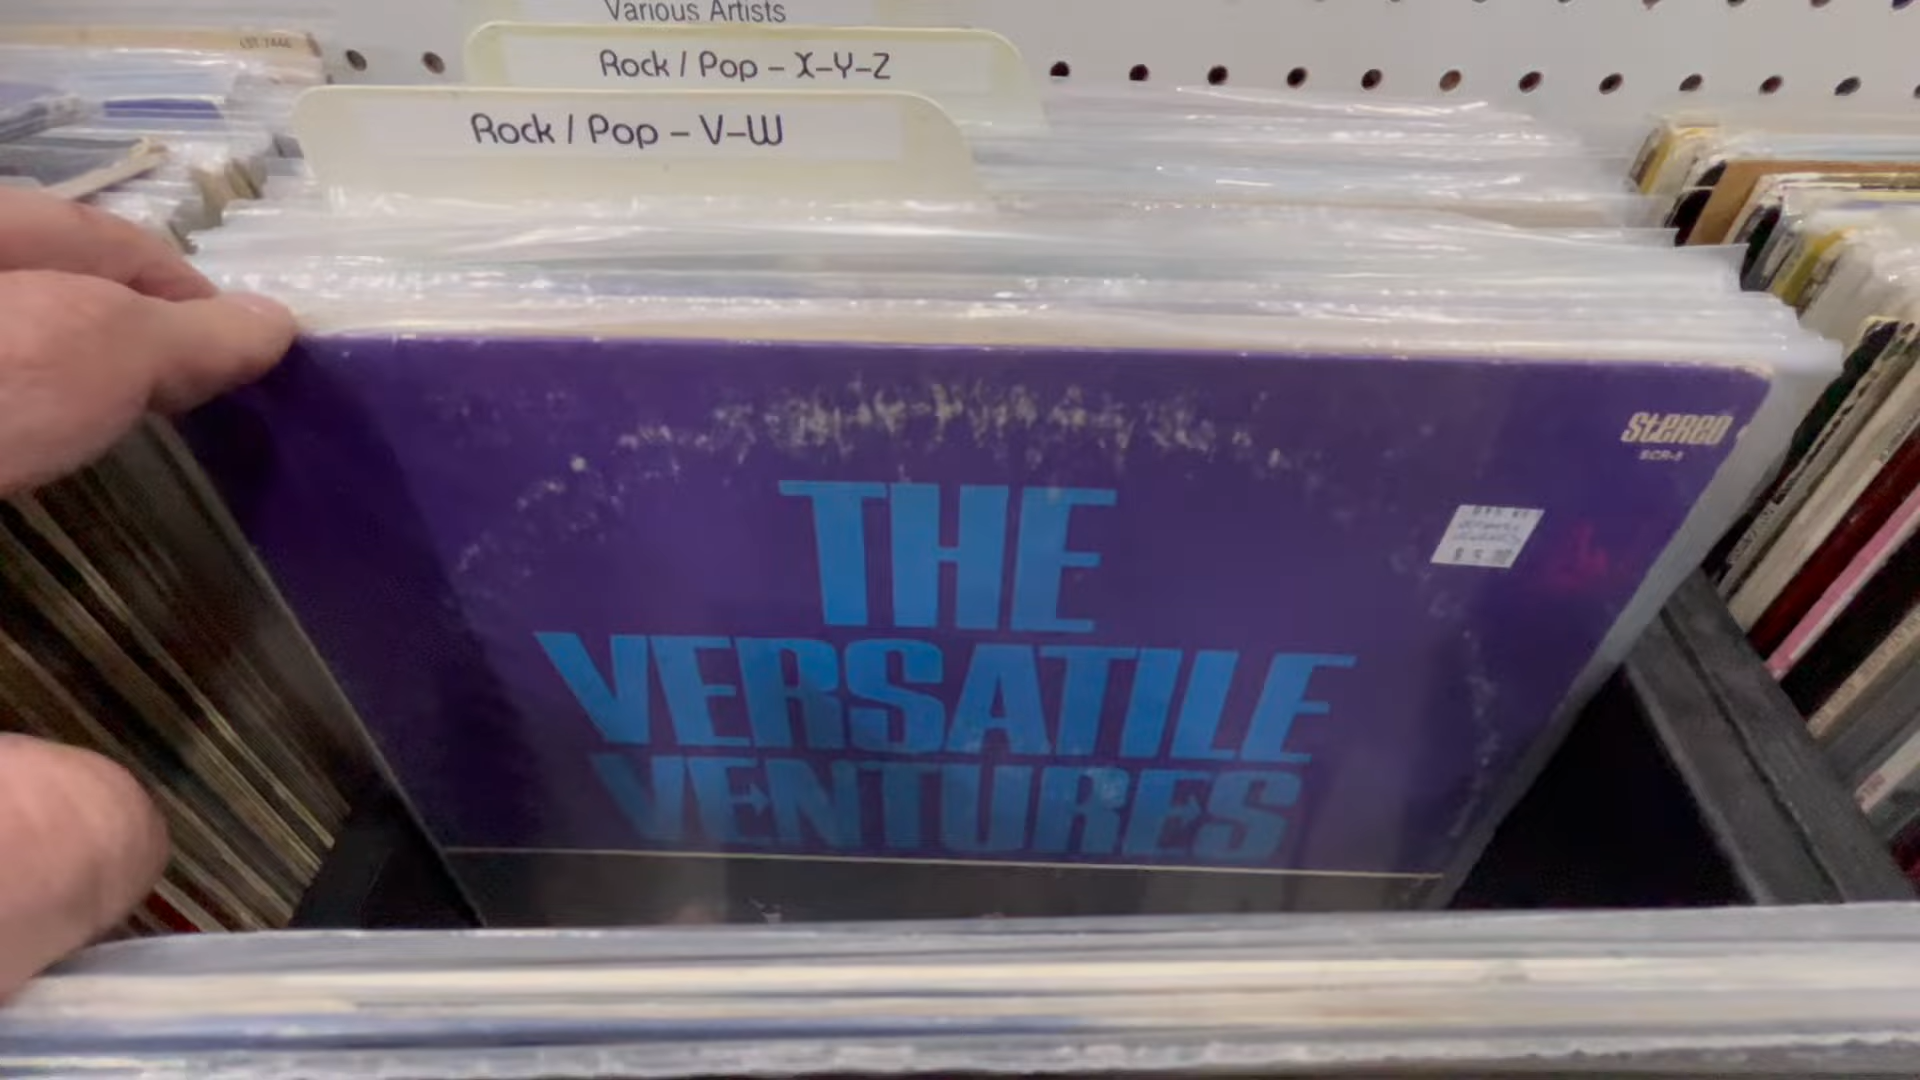 Various Artists
Rock / Pop – X–Y–Z
Rock / Pop – V–W
STEREO
THE
VERSATILE
VENTURES